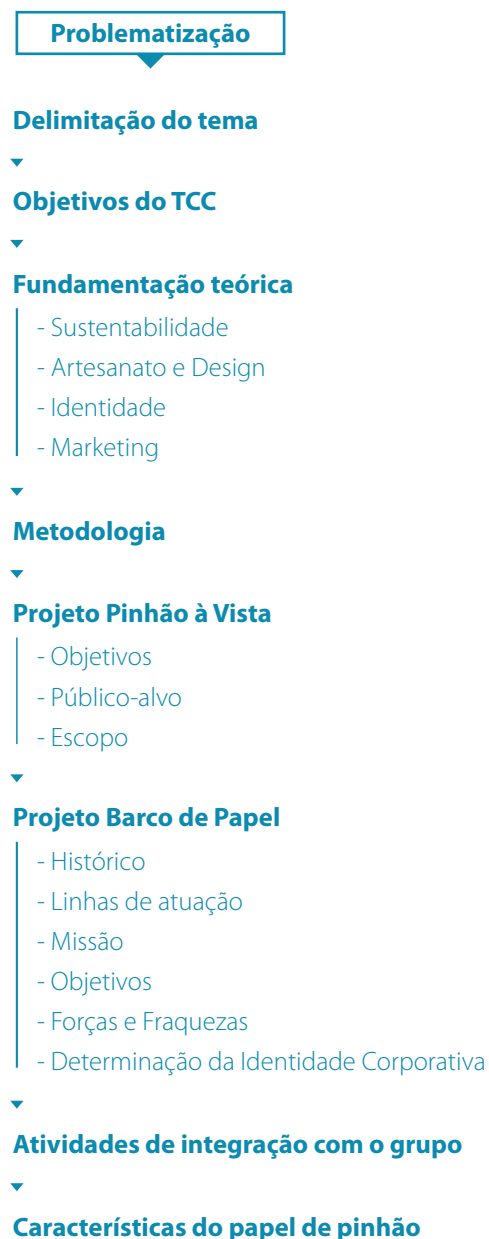 Problematização
Delimitação do tema
Objetivos do TCC
Fundamentação teórica
- Sustentabilidade
- Artesanato e Design
- Identidade
- Marketing
Metodologia
Projeto Pinhão à Vista
- Objetivos
- Público-alvo
- Escopo
Projeto Barco de Papel
- Histórico
- Linhas de atuação
- Missão
- Objetivos
- Forças e Fraquezas
- Determinação da Identidade Corporativa
Atividades de integração com o grupo
Características do papel de pinhão